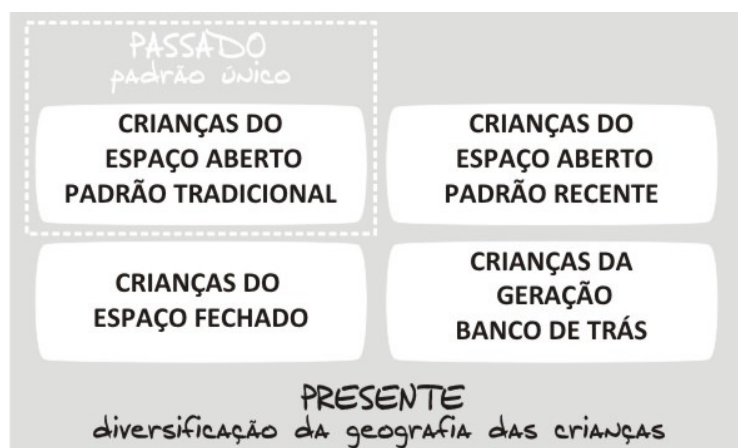 PASSADO
padrão único
CRIANÇAS DO
ESPAÇO ABERTO
PADRÃO TRADICIONAL
CRIANÇAS DO
ESPAÇO ABERTO
PADRÃO RECENTE
CRIANÇAS DO
ESPAÇO FECHADO
CRIANÇAS DA
GERAÇÃO
BANCO DE TRÁS
PRESENTE
diversificação da geografia das crianças